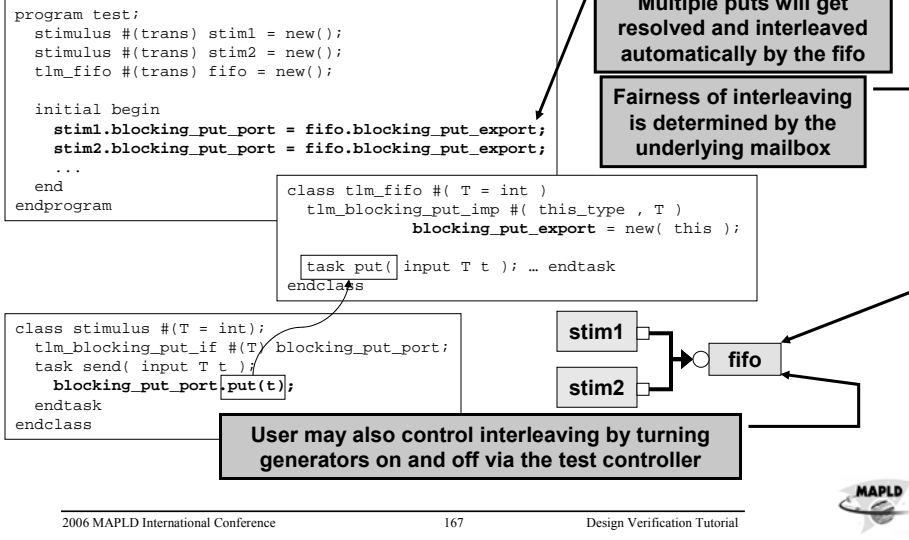 program test;
stimulus #(trans) stim1 = new();
stimulus #(trans) stim2 = new();
tlm_fifo #(trans) fifo = new();
initial begin
stim1.blocking_put_port = fifo.blocking_put_export;
stim2.blocking_put_port = fifo.blocking_put_export;
...
end
endprogram
Multiple puts will get
resolved and interleaved
automatically by the fifo
Fairness of interleaving
is determined by the
underlying mailbox
class tlm_fifo #( T = int )
tlm_blocking_put_imp #( this_type , T )
blocking_put_export = new( this );
task put( input T t ); … endtask
endclass
class stimulus #(T = int);
tlm_blocking_put_if #(T) blocking_put_port;
task send( input T t );
blocking_put_port.put(t);
endtask
endclass
stim1
stim2
fifo
User may also control interleaving by turning
generators on and off via the test controller
2006 MAPLD International Conference 167 Design Verification Tutorial
MAPLD